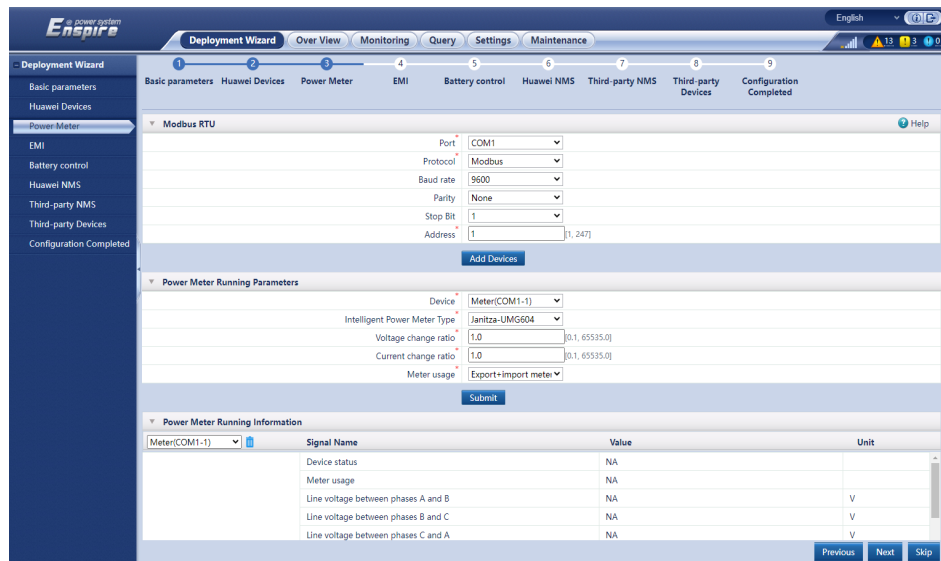 Enspire e power system
English
Deployment Wizard Over View Monitoring Query Settings Maintenance
13 3 0
Deployment Wizard
Basic parameters
Huawei Devices
Power Meter
EMI
Battery control
Huawei NMS
Third-party NMS
Third-party Devices
Configuration Completed
1 2 3 4 5 6 7 8 9
Basic parameters Huawei Devices Power Meter EMI Battery control Huawei NMS Third-party NMS Third-party Devices Configuration Completed
Modbus RTU Help
Port* COM1
Protocol* Modbus
Baud rate 9600
Parity None
Stop Bit 1
Address* 1 [1, 247]
Add Devices
Power Meter Running Parameters
Device* Meter(COM1-1)
Intelligent Power Meter Type* Janitza-UMG604
Voltage change ratio* 1.0 [0.1, 65535.0]
Current change ratio* 1.0 [0.1, 65535.0]
Meter usage* Export+import meter
Submit
Power Meter Running Information
Meter(COM1-1) Signal Name Value Unit
Device status NA
Meter usage NA
Line voltage between phases A and B NA V
Line voltage between phases B and C NA V
Line voltage between phases C and A NA V
Previous Next Skip